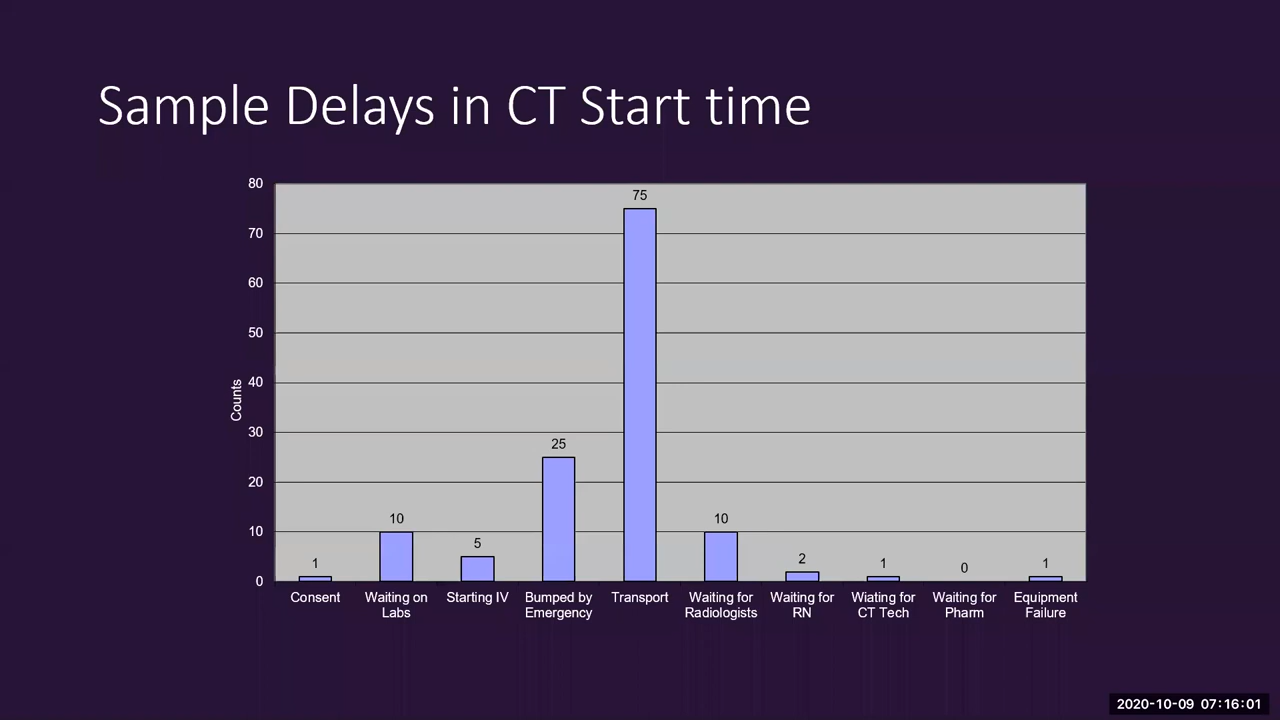 Sample Delays in CT Start time
80
70
60
50
40
30
20
10
0
Counts
1
10
5
25
75
10
2
1
0
1
Consent
Waiting on
Labs
Starting IV
Bumped by
Emergency
Transport
Waiting for
Radiologists
Waiting for
RN
Wiating for
CT Tech
Waiting for
Pharm
Equipment
Failure
2020-10-09 07:16:01